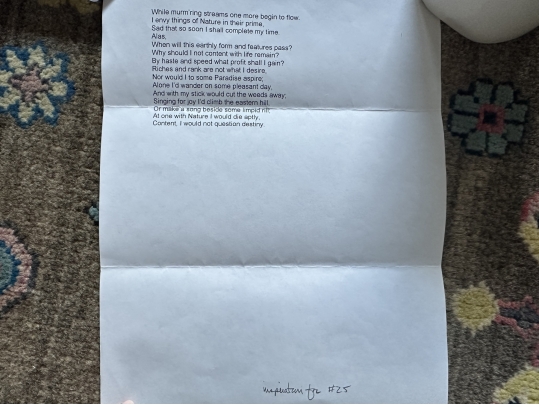 While murm'ring streams one more begin to flow.
I envy things of Nature in their prime,
Sad that so soon I shall complete my time.
Alas,
When will this earthly form and features pass?
Why should I not content with life remain?
By haste and speed what profit shall I gain?
Riches and rank are not what I desire,
Nor would I to some Paradise aspire;
Alone I'd wander on some pleasant day,
And with my stick would cut the weeds away;
Singing for joy I'd climb the eastern hill,
Or make a song beside some limpid rill;
At one with Nature I would die aptly,
Content, I would not question destiny
inspiration for #25